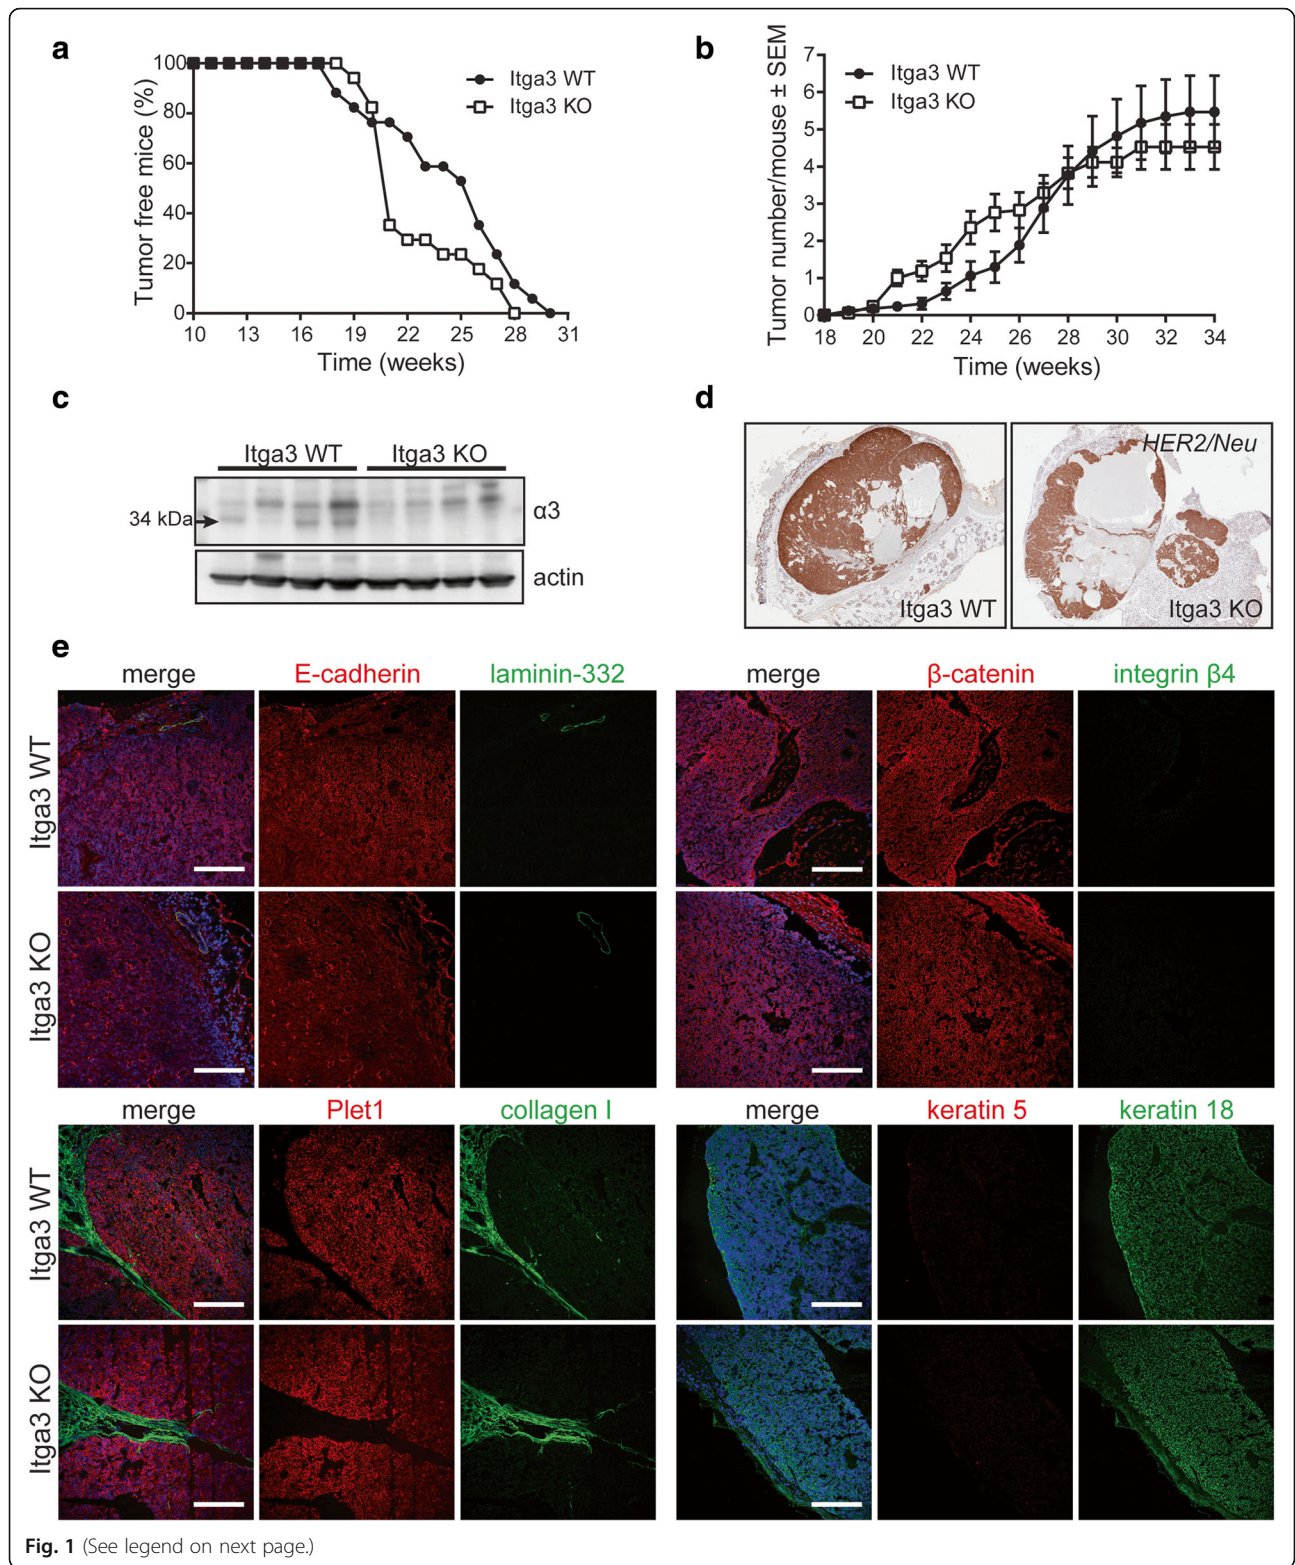 a
Tumor free mice (%)
100
80
60
40
20
0
10 13 16 19 22 25 28 31
Time (weeks)
Itga3 WT
Itga3 KO
b
Tumor number/mouse ± SEM
7
6
5
4
3
2
1
0
18 20 22 24 26 28 30 32 34
Time (weeks)
Itga3 WT
Itga3 KO
c
Itga3 WT Itga3 KO
34 kDa
α3
actin
d
HER2/Neu
Itga3 WT
Itga3 KO
e
merge E-cadherin laminin-332 merge β-catenin integrin β4
Itga3 WT
Itga3 KO
merge Plet1 collagen I merge keratin 5 keratin 18
Itga3 WT
Itga3 KO
Fig. 1 (See legend on next page.)